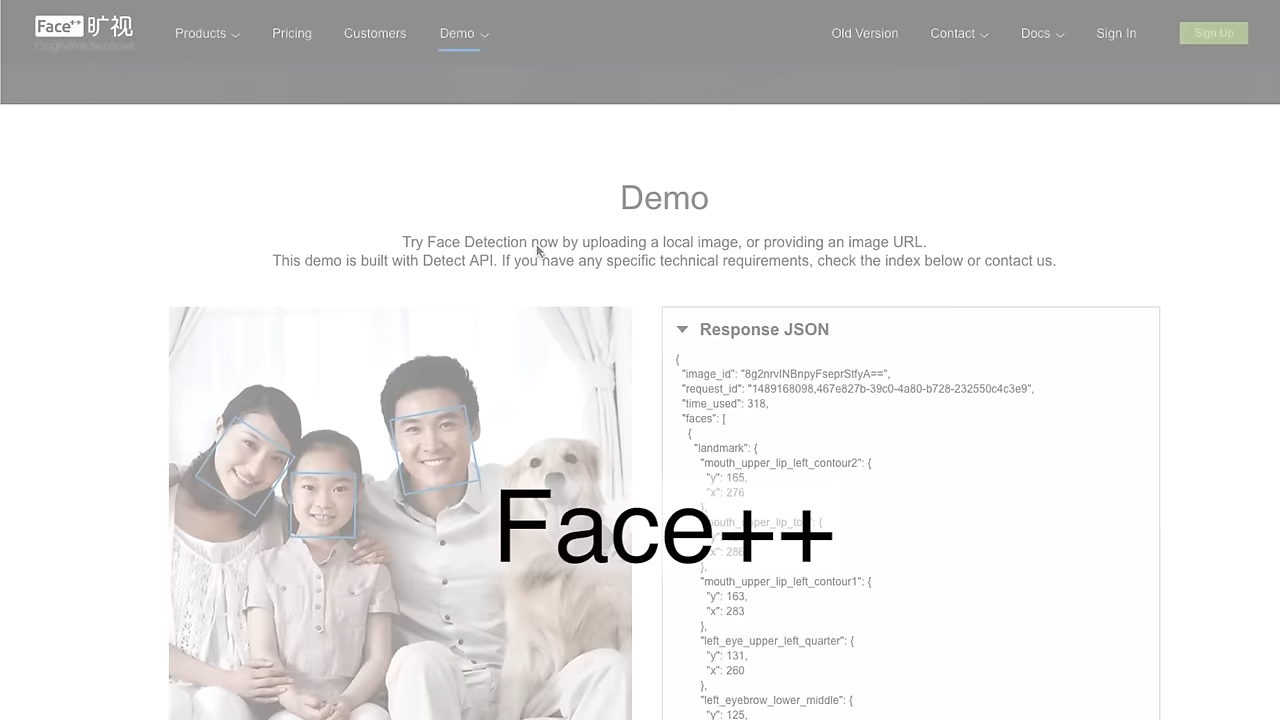 Face++ 旷视
Cognitive Services
Products
Pricing
Customers
Demo
Old Version
Contact
Docs
Sign In
Sign Up
Demo
Try Face Detection now by uploading a local image, or providing an image URL.
This demo is built with Detect API. If you have any specific technical requirements, check the index below or contact us.
Response JSON
{
"image_id": "8g2nrvINBnpyFseprStfyA==",
"request_id": "1489168098,467e827b-39c0-4a80-b728-232550c4c3e9",
"time_used": 318,
"faces": [
{
"landmark": {
"mouth_upper_lip_left_contour2": {
"y": 165,
"x": 276
},
"mouth_upper_lip_top": {
"x": 286
},
"mouth_upper_lip_left_contour1": {
"y": 163,
"x": 283
},
"left_eye_upper_left_quarter": {
"y": 131,
"x": 260
},
"left_eyebrow_lower_middle": {
"y": 125,
Face++